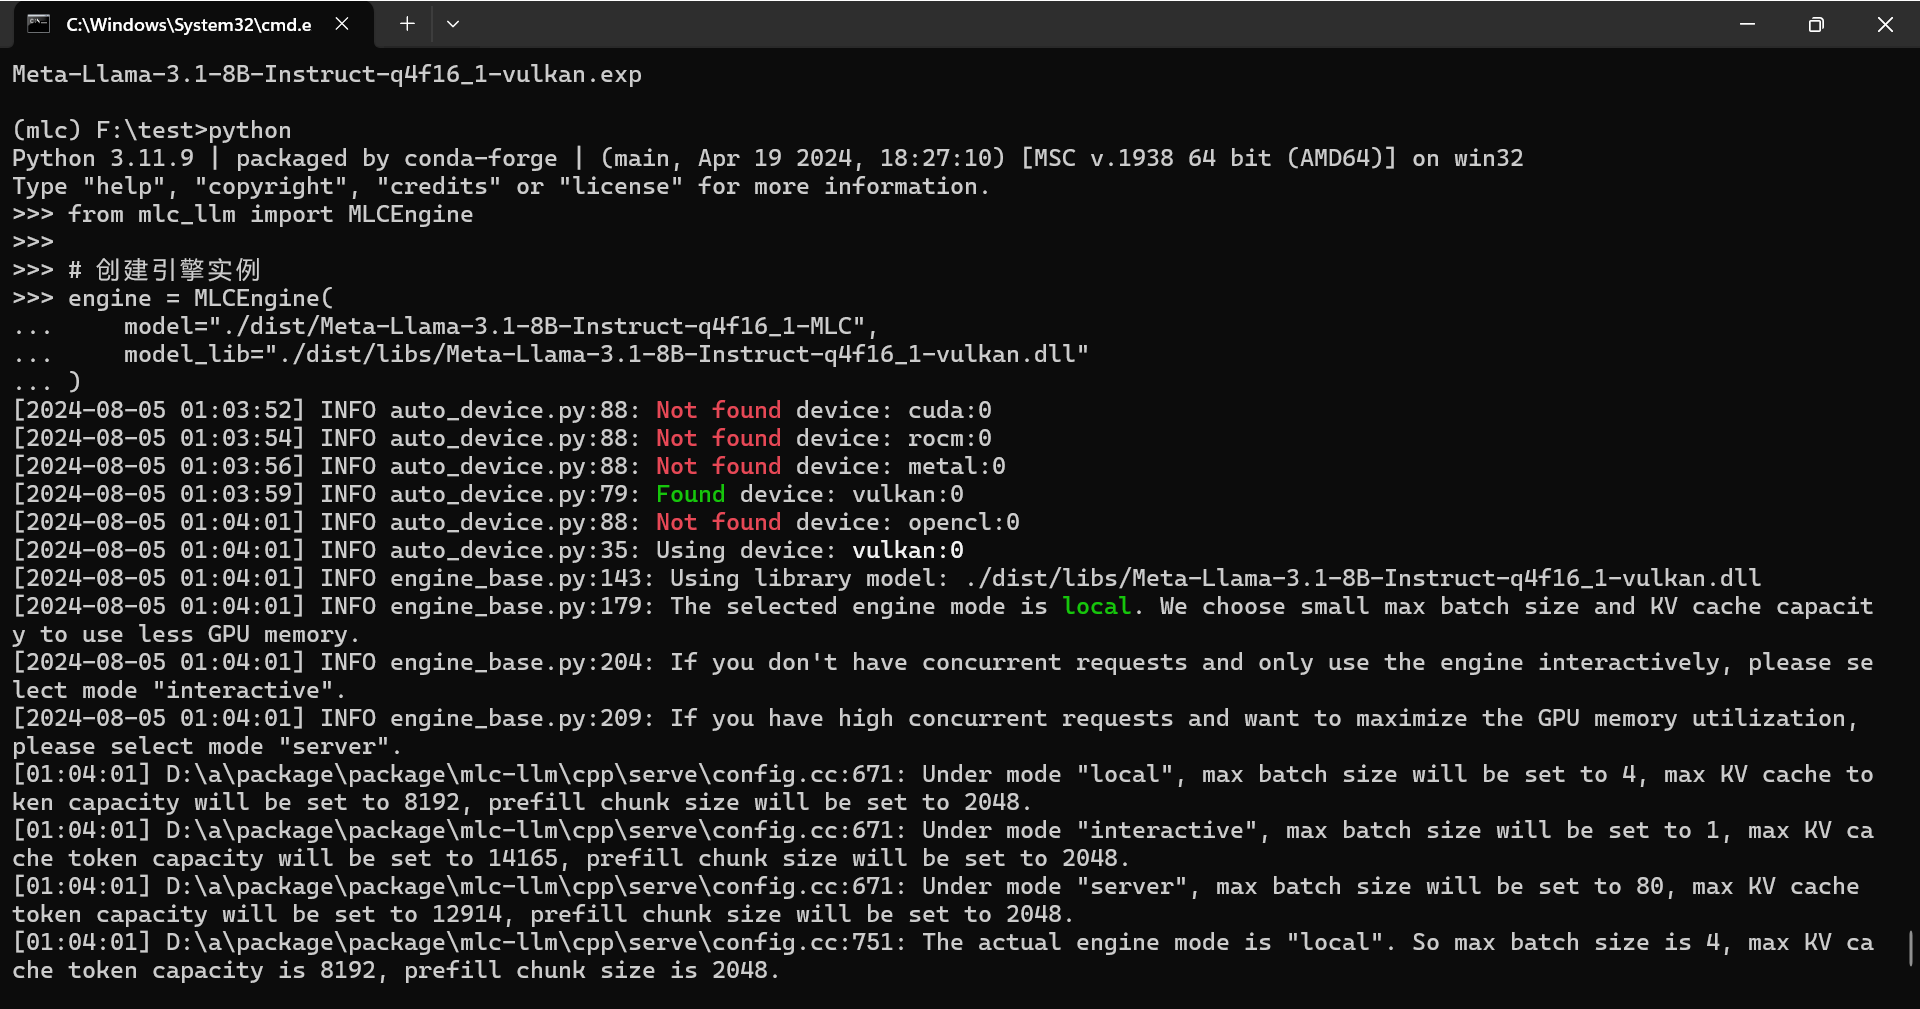 C:\Windows\System32\cmd.e
Meta-Llama-3.1-8B-Instruct-q4f16_1-vulkan.exp
(mlc) F:\test>python
Python 3.11.9 | packaged by conda-forge | (main, Apr 19 2024, 18:27:10) [MSC v.1938 64 bit (AMD64)] on win32
Type "help", "copyright", "credits" or "license" for more information.
>>> from mlc_llm import MLCEngine
>>>
>>> # 创建引擎实例
>>> engine = MLCEngine(
...     model="./dist/Meta-Llama-3.1-8B-Instruct-q4f16_1-MLC",
...     model_lib="./dist/libs/Meta-Llama-3.1-8B-Instruct-q4f16_1-vulkan.dll"
... )
[2024-08-05 01:03:52] INFO auto_device.py:88: Not found device: cuda:0
[2024-08-05 01:03:54] INFO auto_device.py:88: Not found device: rocm:0
[2024-08-05 01:03:56] INFO auto_device.py:88: Not found device: metal:0
[2024-08-05 01:03:59] INFO auto_device.py:79: Found device: vulkan:0
[2024-08-05 01:04:01] INFO auto_device.py:88: Not found device: opencl:0
[2024-08-05 01:04:01] INFO auto_device.py:35: Using device: vulkan:0
[2024-08-05 01:04:01] INFO engine_base.py:143: Using library model: ./dist/libs/Meta-Llama-3.1-8B-Instruct-q4f16_1-vulkan.dll
[2024-08-05 01:04:01] INFO engine_base.py:179: The selected engine mode is local. We choose small max batch size and KV cache capacit
y to use less GPU memory.
[2024-08-05 01:04:01] INFO engine_base.py:204: If you don't have concurrent requests and only use the engine interactively, please se
lect mode "interactive".
[2024-08-05 01:04:01] INFO engine_base.py:209: If you have high concurrent requests and want to maximize the GPU memory utilization,
please select mode "server".
[01:04:01] D:\a\package\package\mlc-llm\cpp\serve\config.cc:671: Under mode "local", max batch size will be set to 4, max KV cache to
ken capacity will be set to 8192, prefill chunk size will be set to 2048.
[01:04:01] D:\a\package\package\mlc-llm\cpp\serve\config.cc:671: Under mode "interactive", max batch size will be set to 1, max KV ca
che token capacity will be set to 14165, prefill chunk size will be set to 2048.
[01:04:01] D:\a\package\package\mlc-llm\cpp\serve\config.cc:671: Under mode "server", max batch size will be set to 80, max KV cache
token capacity will be set to 12914, prefill chunk size will be set to 2048.
[01:04:01] D:\a\package\package\mlc-llm\cpp\serve\config.cc:751: The actual engine mode is "local". So max batch size is 4, max KV ca
che token capacity is 8192, prefill chunk size is 2048.